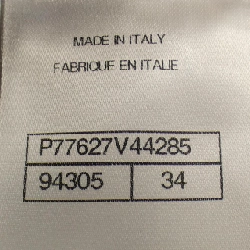 MADE IN ITALY
FABRIQUE EN ITALIE
P77627V44285
94305 34